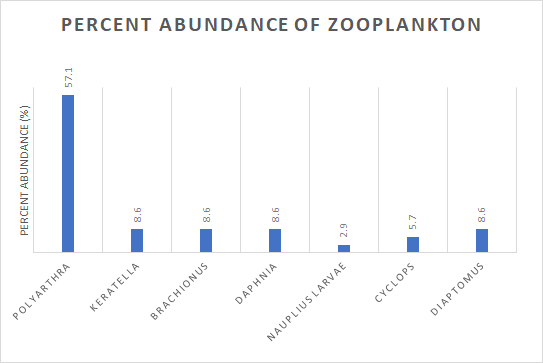 PERCENT ABUNDANCE OF ZOOPLANKTON
PERCENT ABUNDANCE (%)
57.1
8.6
8.6
8.6
2.9
5.7
8.6
POLYARTHRA
KERATELLA
BRACHIONUS
DAPHNIA
NAUPLIUS LARVAE
CYCLOPS
DIAPTOMUS